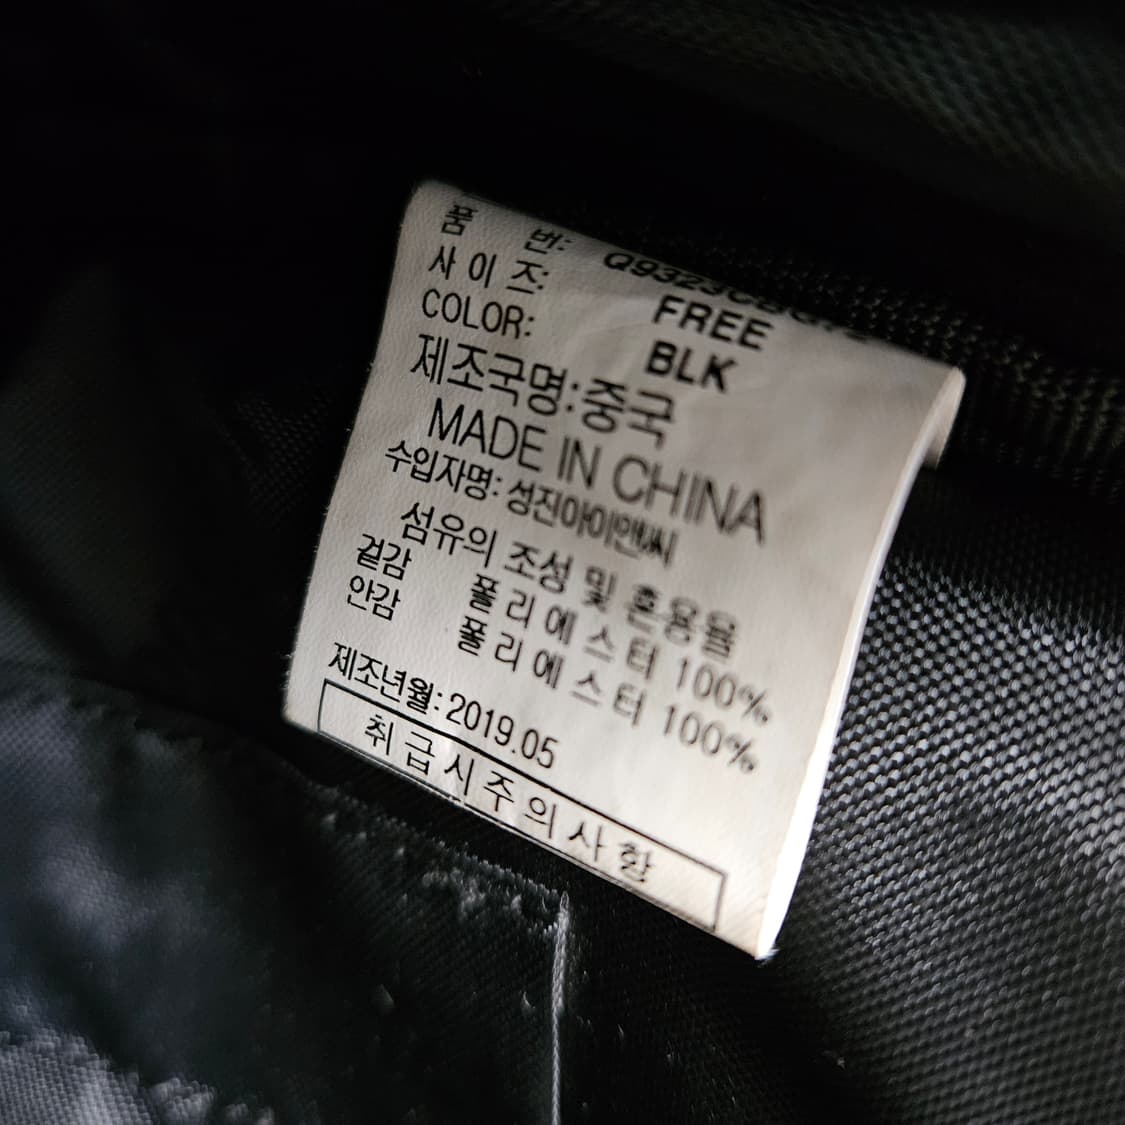 품 번:
사 이 즈: FREE
COLOR: BLK
제조국명:중국
MADE IN CHINA
수입자명: 성진아이앤씨
섬유의 조성 및 혼용율
겉감 폴리에스터 100%
안감 폴리에스터 100%
제조년월: 2019.05
취급시주의사항